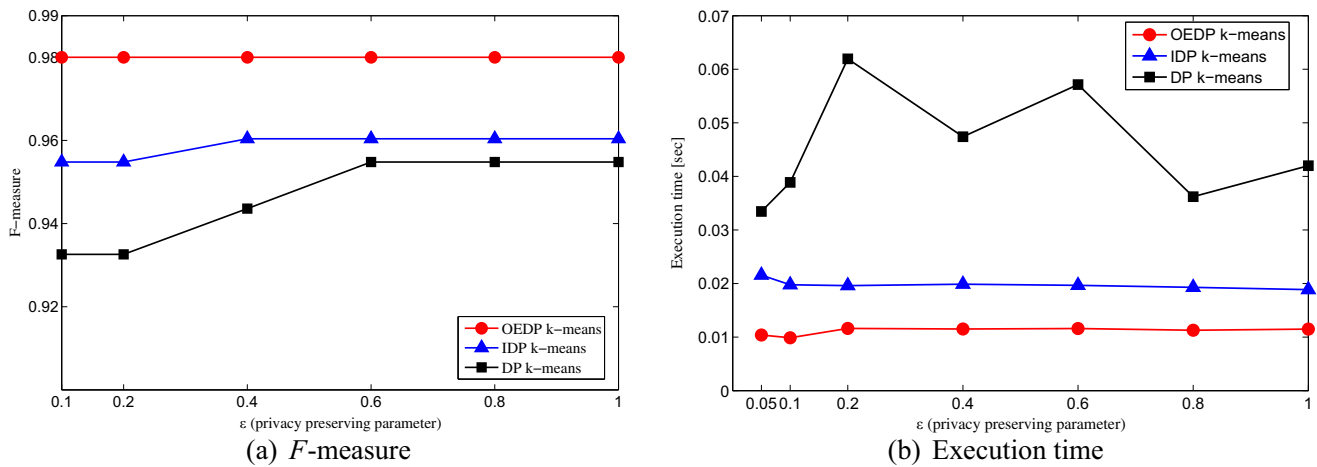 0.99
0.98
0.96
0.94
0.92
F−measure
OEDP k−means
IDP k−means
DP k−means
0.1 0.2 0.4 0.6 0.8 1
ε (privacy preserving parameter)
(a) F-measure
0.07
0.06
0.05
0.04
0.03
0.02
0.01
0
Execution time [sec]
OEDP k−means
IDP k−means
DP k−means
0.05 0.1 0.2 0.4 0.6 0.8 1
ε (privacy preserving parameter)
(b) Execution time